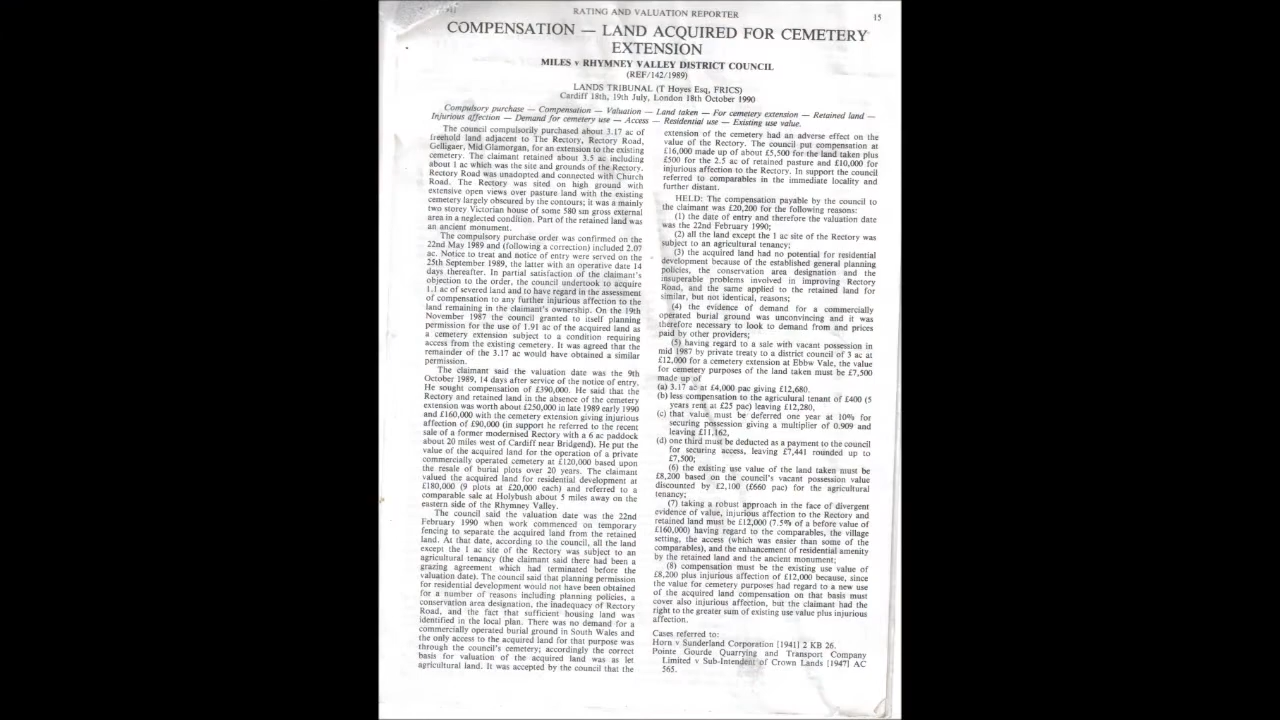 RATING AND VALUATION REPORTER
15
COMPENSATION — LAND ACQUIRED FOR CEMETERY
EXTENSION
MILES v RHYMNEY VALLEY DISTRICT COUNCIL
(REF/142/1989)
LANDS TRIBUNAL (T Hoyes Esq, FRICS)
Cardiff 18th, 19th July, London 18th October 1990
Compulsory purchase — Compensation — Valuation — Land taken — For cemetery extension — Retained land —
Injurious affection — Demand for cemetery use — Access — Residential use — Existing use value.
The council compulsorily purchased about 3.17 ac of
freehold land adjacent to The Rectory, Rectory Road,
Gelligaer, Mid Glamorgan, for an extension to the existing
cemetery. The claimant retained about 3.5 ac including
about 1 ac which was the site and grounds of the Rectory.
Rectory Road was unadopted and connected with Church
Road. The Rectory was sited on high ground with
extensive open views over pasture land with the existing
cemetery largely obscured by the contours; it was a mainly
two storey Victorian house of some 580 sm gross external
area in a neglected condition. Part of the retained land was
an ancient monument.
The compulsory purchase order was confirmed on the
22nd May 1989 and (following a correction) included 2.07
ac. Notice to treat and notice of entry were served on the
25th September 1989, the latter with an operative date 14
days thereafter. In partial satisfaction of the claimant's
objection to the order, the council undertook to acquire
1.1 ac of severed land and to have regard in the assessment
of compensation to any further injurious affection to the
land remaining in the claimant's ownership. On the 19th
November 1987 the council granted to itself planning
permission for the use of 1.91 ac of the acquired land as
a cemetery extension subject to a condition requiring
access from the existing cemetery. It was agreed that the
remainder of the 3.17 ac would have obtained a similar
permission.
The claimant said the valuation date was the 9th
October 1989, 14 days after service of the notice of entry.
He sought compensation of £390,000. He said that the
Rectory and retained land in the absence of the cemetery
extension was worth about £250,000 in late 1989 early 1990
and £160,000 with the cemetery extension giving injurious
affection of £90,000 (in support he referred to the recent
sale of a former modernised Rectory with a 6 ac paddock
about 20 miles west of Cardiff near Bridgend). He put the
value of the acquired land for the operation of a private
commercially operated cemetery at £120,000 based upon
the resale of burial plots over 20 years. The claimant
valued the acquired land for residential development at
£180,000 (9 plots at £20,000 each) and referred to a
comparable sale at Holybush about 5 miles away on the
eastern side of the Rhymney Valley.
The council said the valuation date was the 22nd
February 1990 when work commenced on temporary
fencing to separate the acquired land from the retained
land. At that date, according to the council, all the land
except the 1 ac site of the Rectory was subject to an
agricultural tenancy (the claimant said there had been a
grazing agreement which had terminated before the
valuation date). The council said that planning permission
for residential development would not have been obtained
for a number of reasons including planning policies, a
conservation area designation, the inadequacy of Rectory
Road, and the fact that sufficient housing land was
identified in the local plan. There was no demand for a
commercially operated burial ground in South Wales and
the only access to the acquired land for that purpose was
through the council's cemetery; accordingly the correct
basis for valuation of the acquired land was as let
agricultural land. It was accepted by the council that the
extension of the cemetery had an adverse effect on the
value of the Rectory. The council put compensation at
£16,000 made up of about £5,500 for the land taken plus
£500 for the 2.5 ac of retained pasture and £10,000 for
injurious affection to the Rectory. In support the council
referred to comparables in the immediate locality and
further distant.
HELD: The compensation payable by the council to
the claimant was £20,200 for the following reasons:
(1) the date of entry and therefore the valuation date
was the 22nd February 1990;
(2) all the land except the 1 ac site of the Rectory was
subject to an agricultural tenancy;
(3) the acquired land had no potential for residential
development because of the established general planning
policies, the conservation area designation and the
insuperable problems involved in improving Rectory
Road, and the same applied to the retained land for
similar, but not identical, reasons;
(4) the evidence of demand for a commercially
operated burial ground was unconvincing and it was
therefore necessary to look to demand from and prices
paid by other providers;
(5) having regard to a sale with vacant possession in
mid 1987 by private treaty to a district council of 3 ac at
£12,000 for a cemetery extension at Ebbw Vale, the value
for cemetery purposes of the land taken must be £7,500
made up of
(a) 3.17 ac at £4,000 pac giving £12,680.
(b) less compensation to the agricultural tenant of £400 (5
years rent at £25 pac) leaving £12,280,
(c) that value must be deferred one year at 10% for
securing possession giving a multiplier of 0.909 and
leaving £11,162,
(d) one third must be deducted as a payment to the council
for securing access, leaving £7,441 rounded up to
£7,500;
(6) the existing use value of the land taken must be
£8,200 based on the council's vacant possession value
discounted by £2,100 (£660 pac) for the agricultural
tenancy;
(7) taking a robust approach in the face of divergent
evidence of value, injurious affection to the Rectory and
retained land must be £12,000 (7.5% of a before value of
£160,000) having regard to the comparables, the village
setting, the access (which was easier than some of the
comparables), and the enhancement of residential amenity
by the retained land and the ancient monument;
(8) compensation must be the existing use value of
£8,200 plus injurious affection of £12,000 because, since
the value for cemetery purposes had regard to a new use
of the acquired land compensation on that basis must
cover also injurious affection, but the claimant had the
right to the greater sum of existing use value plus injurious
affection.
Cases referred to:
Horn v Sunderland Corporation [1941] 2 KB 26.
Pointe Gourde Quarrying and Transport Company
Limited v Sub-Intendent of Crown Lands [1947] AC
565.